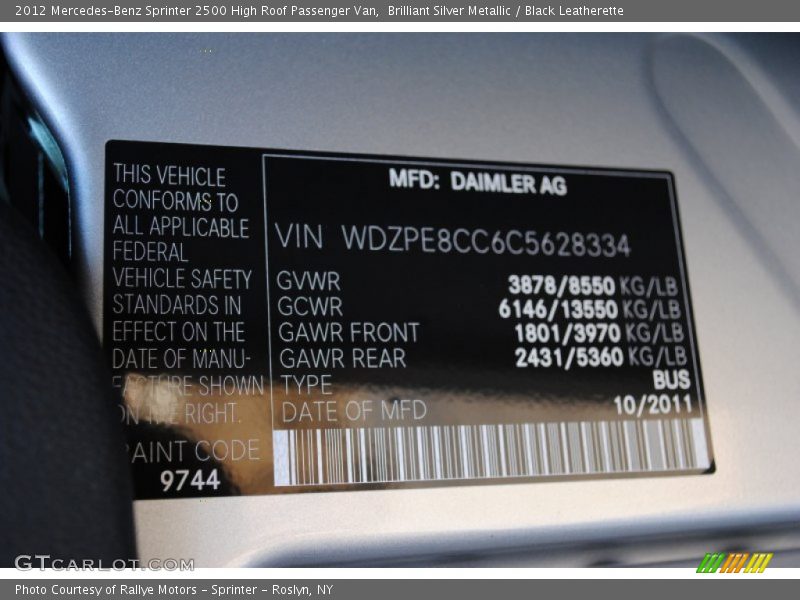 2012 Mercedes-Benz Sprinter 2500 High Roof Passenger Van,  Brilliant Silver Metallic / Black Leatherette
THIS VEHICLE
CONFORMS TO
ALL APPLICABLE
FEDERAL
VEHICLE SAFETY
STANDARDS IN
EFFECT ON THE
DATE OF MANU-
FACTURE SHOWN
ON THE RIGHT.
PAINT CODE
9744
MFD: DAIMLER AG
VIN WDZPE8CC6C5628334
GVWR 3878/8550 KG/LB
GCWR 6146/13550 KG/LB
GAWR FRONT 1801/3970 KG/LB
GAWR REAR 2431/5360 KG/LB
TYPE BUS
DATE OF MFD 10/2011
GTCARLOT.COM
Photo Courtesy of Rallye Motors - Sprinter - Roslyn, NY